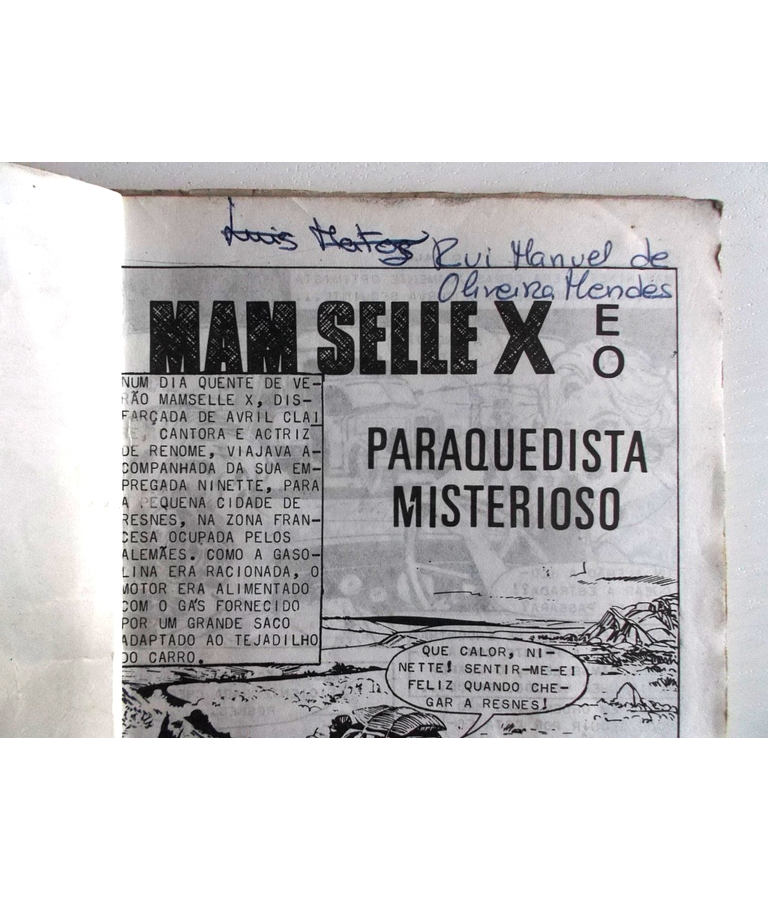 Luis Matos Rui Manuel de
Oliveira Mendes
MAM SELLE X E
O
PARAQUEDISTA
MISTERIOSO
NUM DIA QUENTE DE VE-
RÃO MAMSELLE X, DIS-
FARÇADA DE AVRIL CLAI
E, CANTORA E ACTRIZ
DE RENOME, VIAJAVA A-
COMPANHADA DA SUA EM-
PREGADA NINETTE, PARA
A PEQUENA CIDADE DE
RESNES, NA ZONA FRAN-
CESA OCUPADA PELOS
ALEMÃES. COMO A GASO-
LINA ERA RACIONADA, O
MOTOR ERA ALIMENTADO
COM O GÁS FORNECIDO
POR UM GRANDE SACO
ADAPTADO AO TEJADILHO
DO CARRO.
QUE CALOR, NI-
NETTE! SENTIR-ME-EI
FELIZ QUANDO CHE-
GAR A RESNES!